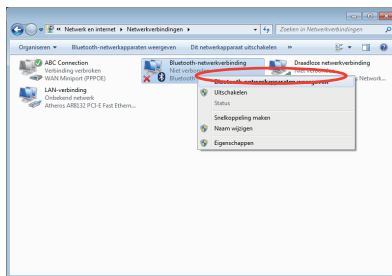 « Netwerk en internet ▸ Netwerkverbindingen ▸
Zoeken in Netwerkverbindingen
Organiseren ▾ Bluetooth-netwerkapparaten weergeven Dit netwerkapparaat uitschakelen »
ABC Connection
Verbinding verbroken
WAN Miniport (PPPOE)
LAN-verbinding
Onbekend netwerk
Atheros AR8132 PCI-E Fast Ethern...
Bluetooth-netwerkverbinding
Niet verbonden
Bluetooth
Draadloze netwerkverbinding
Niet verbonden
Network...
Bluetooth-netwerkapparaten weergeven
Uitschakelen
Status
Snelkoppeling maken
Naam wijzigen
Eigenschappen